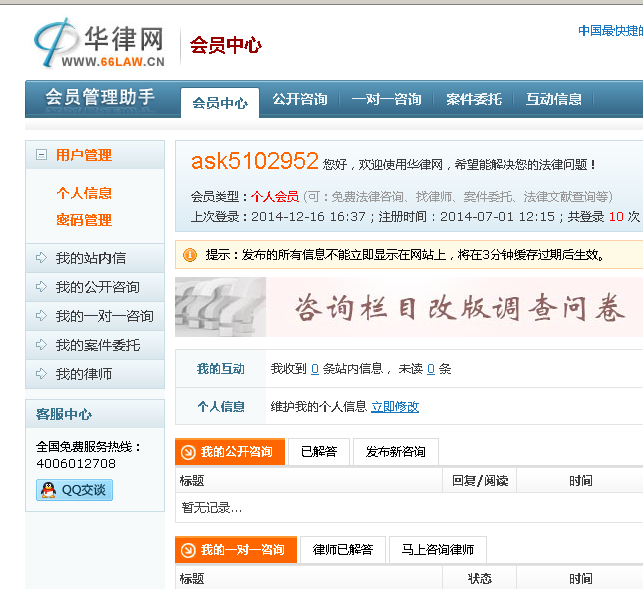 中国最快捷的
华律网
WWW.66LAW.CN
会员中心
会员管理助手
会员中心 公开咨询 一对一咨询 案件委托 互动信息
用户管理
个人信息
密码管理
我的站内信
我的公开咨询
我的一对一咨询
我的案件委托
我的律师
客服中心
全国免费服务热线：
4006012708
QQ交谈
ask5102952 您好，欢迎使用华律网，希望能解决您的法律问题！
会员类型：个人会员 (可：免费法律咨询、找律师、案件委托、法律文献查询等)
上次登录：2014-12-16 16:37；注册时间：2014-07-01 12:15；共登录 10 次
提示：发布的所有信息不能立即显示在网站上，将在3分钟缓存过期后生效。
咨询栏目改版调查问卷
我的互动 我收到 0 条站内信息， 未读 0 条
个人信息 维护我的个人信息 立即修改
我的公开咨询 已解答 发布新咨询
标题 回复/阅读 时间
暂无记录...
我的一对一咨询 律师已解答 马上咨询律师
标题 状态 时间